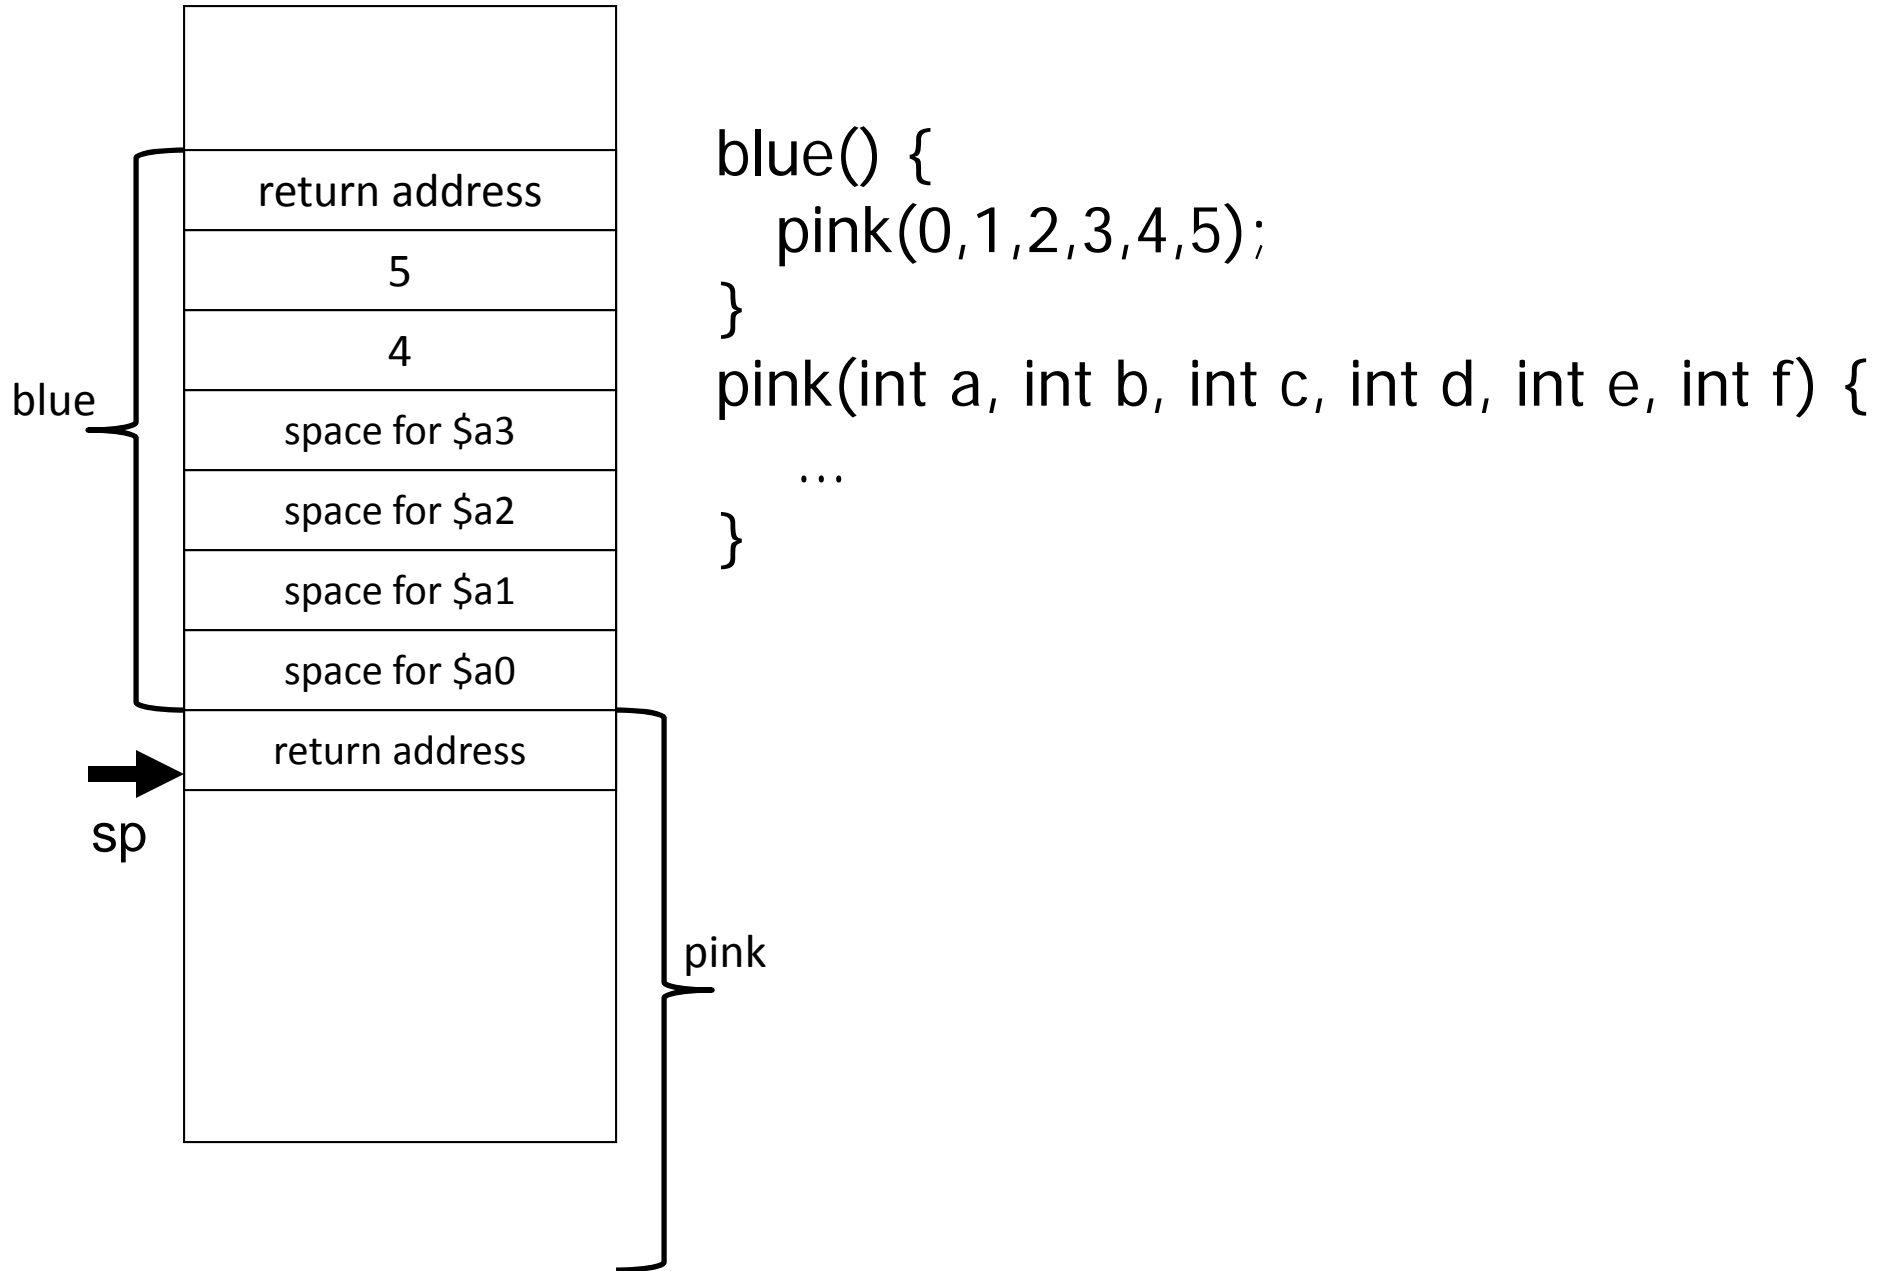 return address
5
4
space for $a3
space for $a2
space for $a1
space for $a0
return address
blue
sp
pink
blue() {
pink(0,1,2,3,4,5);
}
pink(int a, int b, int c, int d, int e, int f) {
...
}